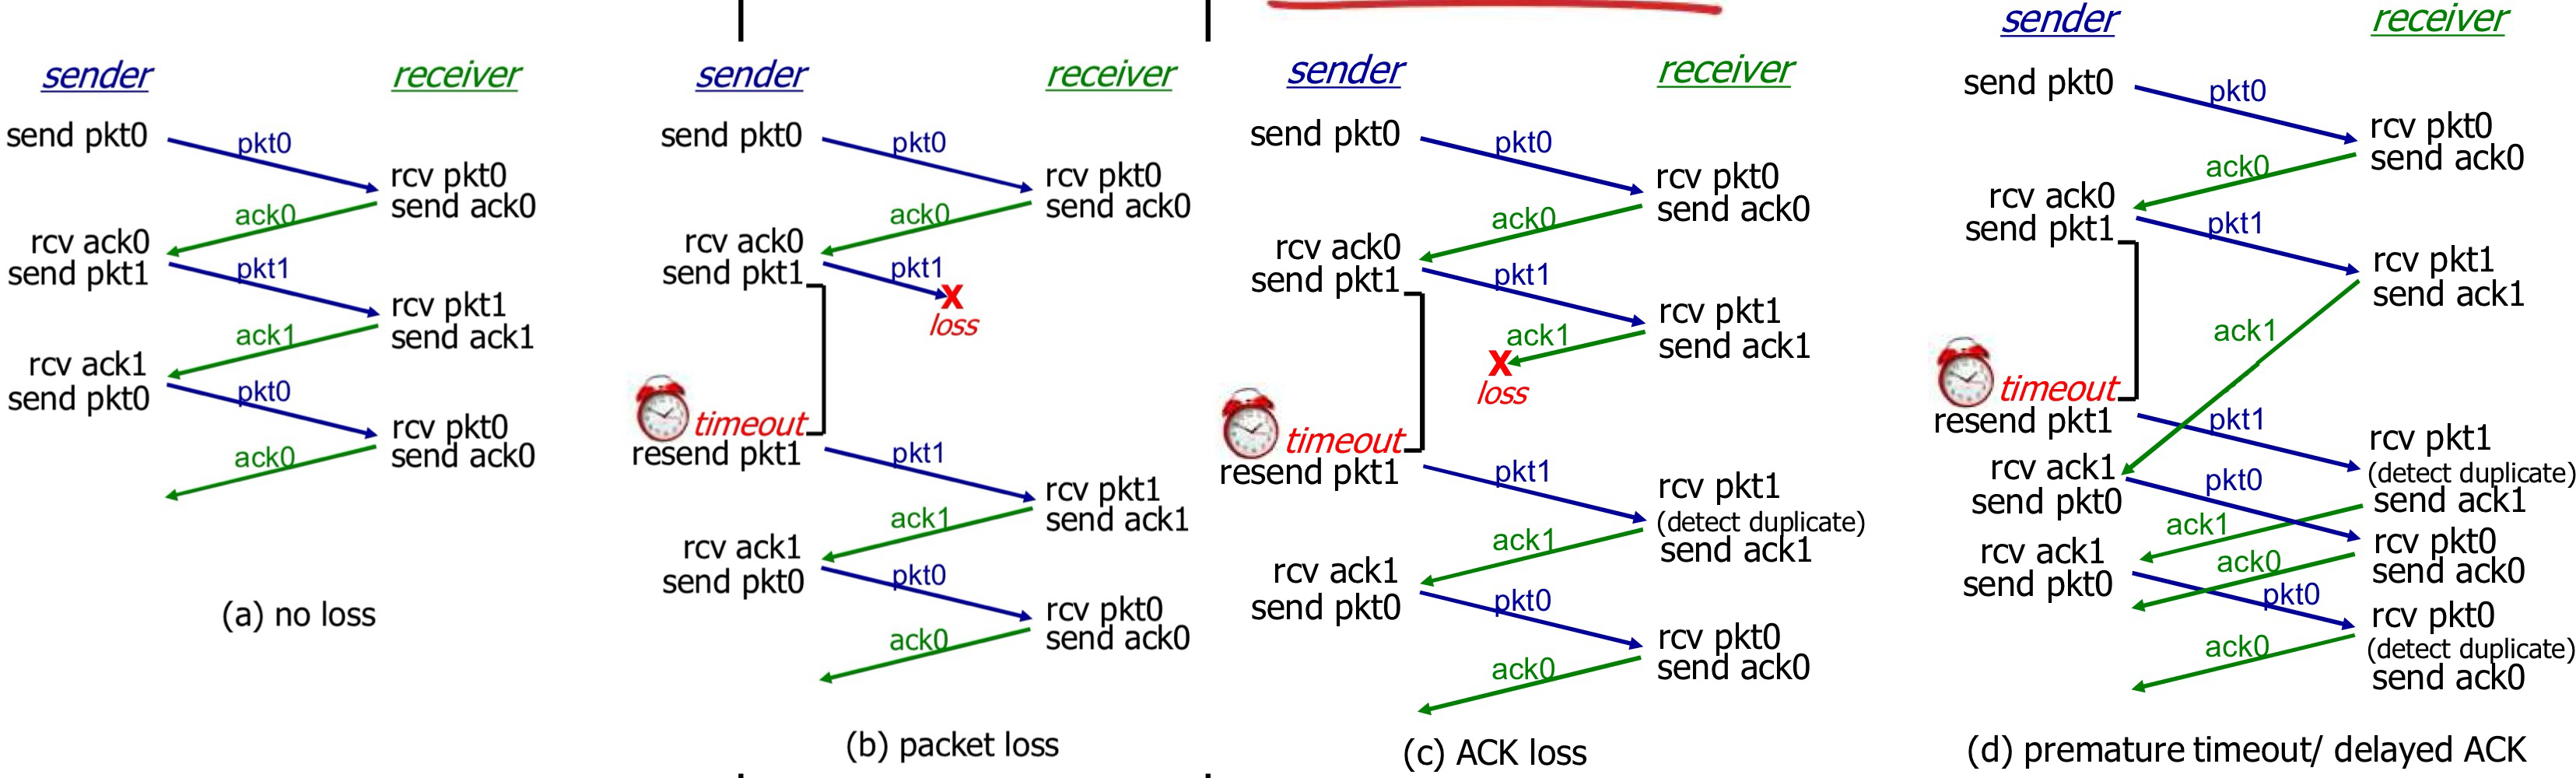 sender receiver
send pkt0
pkt0
rcv pkt0
send ack0
ack0
rcv ack0
send pkt1
pkt1
rcv pkt1
send ack1
ack1
rcv ack1
send pkt0
pkt0
rcv pkt0
send ack0
ack0
(a) no loss
sender receiver
send pkt0
pkt0
rcv pkt0
send ack0
ack0
rcv ack0
send pkt1
pkt1
X
loss
timeout
resend pkt1
pkt1
rcv pkt1
send ack1
ack1
rcv ack1
send pkt0
pkt0
rcv pkt0
send ack0
ack0
(b) packet loss
sender receiver
send pkt0
pkt0
rcv pkt0
send ack0
ack0
rcv ack0
send pkt1
pkt1
rcv pkt1
send ack1
ack1
X
loss
timeout
resend pkt1
pkt1
rcv pkt1
(detect duplicate)
send ack1
ack1
rcv ack1
send pkt0
pkt0
rcv pkt0
send ack0
ack0
(c) ACK loss
sender receiver
send pkt0
pkt0
rcv pkt0
send ack0
ack0
rcv ack0
send pkt1
pkt1
rcv pkt1
send ack1
ack1
timeout
resend pkt1
pkt1
rcv pkt1
(detect duplicate)
send ack1
rcv ack1
send pkt0
pkt0
ack1
rcv pkt0
send ack0
ack0
rcv ack1
send pkt0
pkt0
rcv pkt0
(detect duplicate)
send ack0
ack0
(d) premature timeout/ delayed ACK